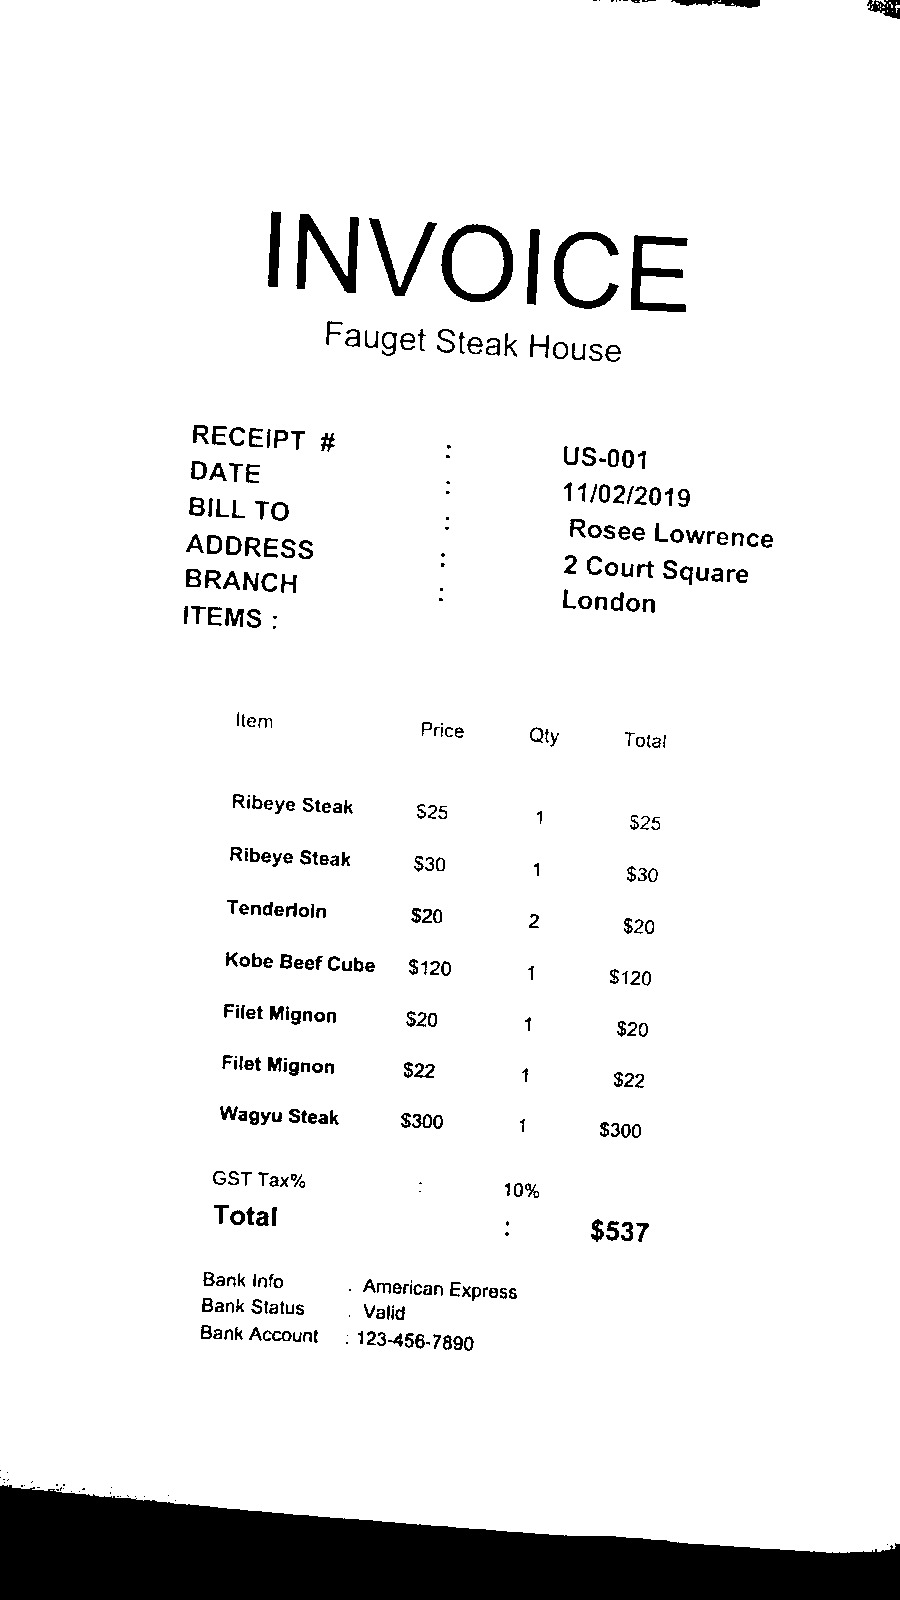 INVOICE
Fauget Steak House
RECEIPT # : US-001
DATE : 11/02/2019
BILL TO : Rosee Lowrence
ADDRESS : 2 Court Square
BRANCH : London
ITEMS :
Item Price Qty Total
Ribeye Steak $25 1 $25
Ribeye Steak $30 1 $30
Tenderloin $20 2 $20
Kobe Beef Cube $120 1 $120
Filet Mignon $20 1 $20
Filet Mignon $22 1 $22
Wagyu Steak $300 1 $300
GST Tax% : 10%
Total : $537
Bank Info : American Express
Bank Status : Valid
Bank Account : 123-456-7890